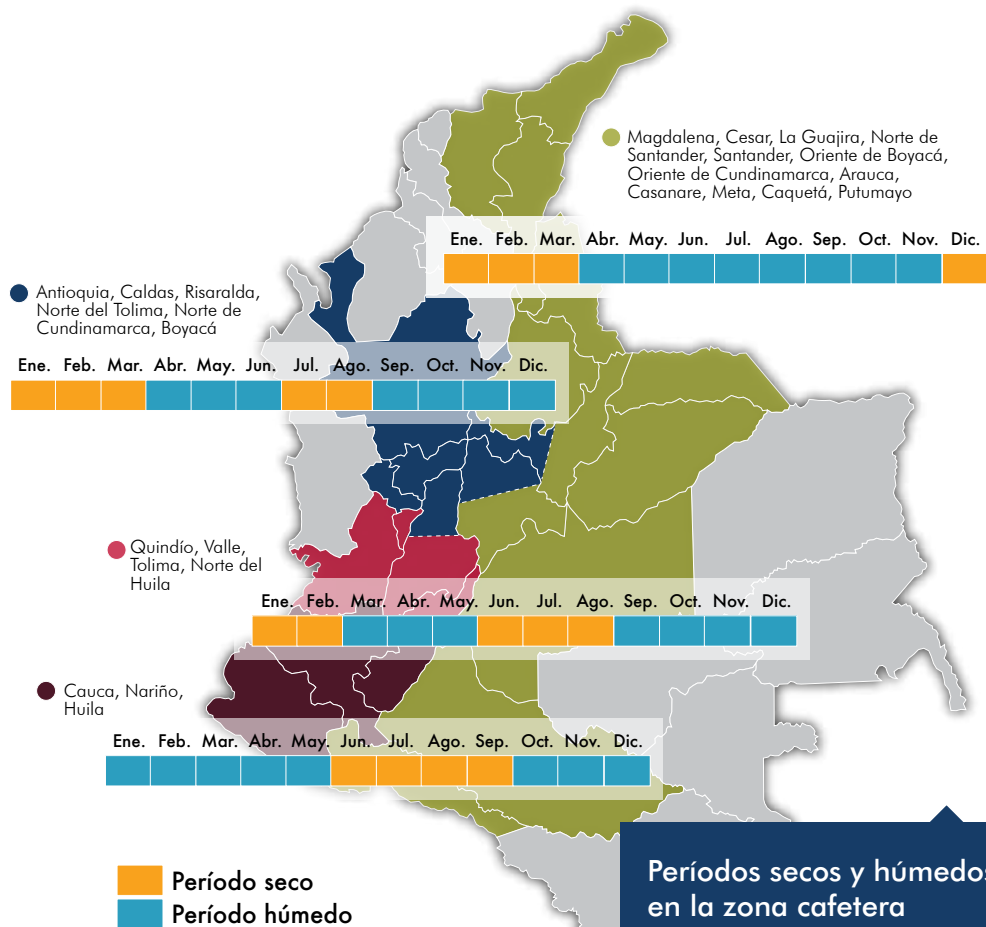 Magdalena, Cesar, La Guajira, Norte de
Santander, Santander, Oriente de Boyacá,
Oriente de Cundinamarca, Arauca,
Casanare, Meta, Caquetá, Putumayo
Ene. Feb. Mar. Abr. May. Jun. Jul. Ago. Sep. Oct. Nov. Dic.
Antioquia, Caldas, Risaralda,
Norte del Tolima, Norte de
Cundinamarca, Boyacá
Ene. Feb. Mar. Abr. May. Jun. Jul. Ago. Sep. Oct. Nov. Dic.
Quindío, Valle,
Tolima, Norte del
Huila
Ene. Feb. Mar. Abr. May. Jun. Jul. Ago. Sep. Oct. Nov. Dic.
Cauca, Nariño,
Huila
Ene. Feb. Mar. Abr. May. Jun. Jul. Ago. Sep. Oct. Nov. Dic.
Período seco
Período húmedo
Períodos secos y húmedos
en la zona cafetera